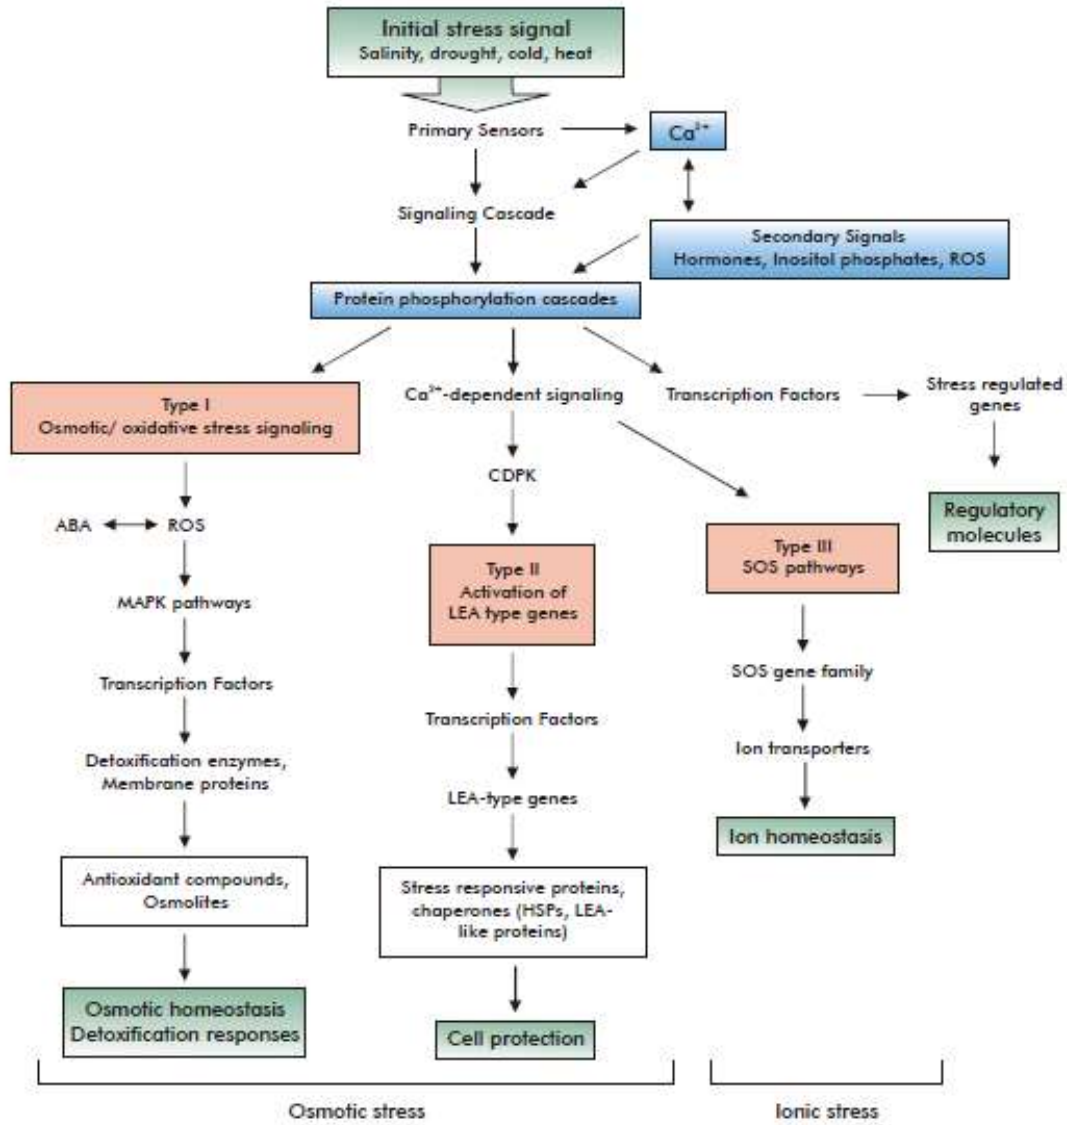 Initial stress signal
Salinity, drought, cold, heat
Primary Sensors
Ca²⁺
Signaling Cascade
Secondary Signals
Hormones, Inositol phosphates, ROS
Protein phosphorylation cascades
Type I
Osmotic/ oxidative stress signaling
Ca²⁺-dependent signaling
Transcription Factors
Stress regulated
genes
CDPK
Regulatory
molecules
ABA
ROS
Type III
SOS pathways
Type II
Activation of
LEA type genes
MAPK pathways
SOS gene family
Transcription Factors
Transcription Factors
Ion transporters
Detoxification enzymes,
Membrane proteins
LEA-type genes
Ion homeostasis
Antioxidant compounds,
Osmolites
Stress responsive proteins,
chaperones (HSPs, LEA-
like proteins)
Osmotic homeostasis
Detoxification responses
Cell protection
Osmotic stress
Ionic stress